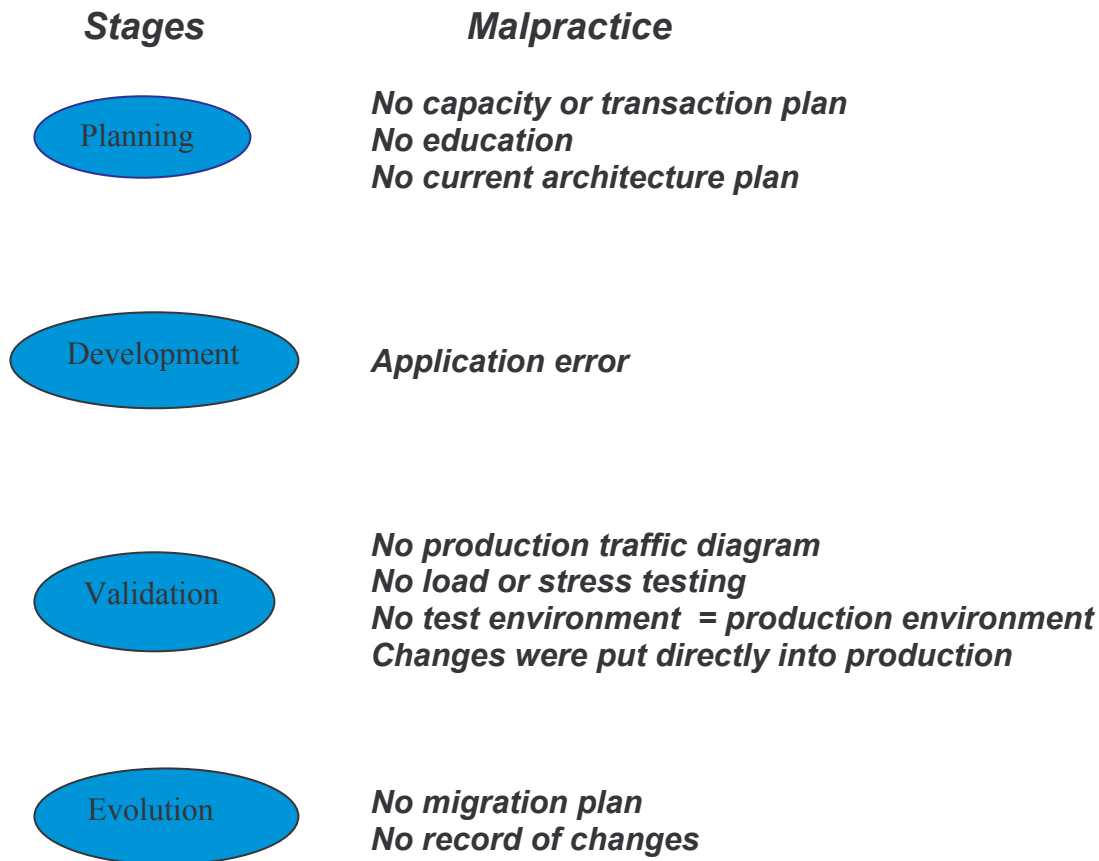 Stages Malpractice
Planning
No capacity or transaction plan
No education
No current architecture plan
Development
Application error
Validation
No production traffic diagram
No load or stress testing
No test environment = production environment
Changes were put directly into production
Evolution
No migration plan
No record of changes